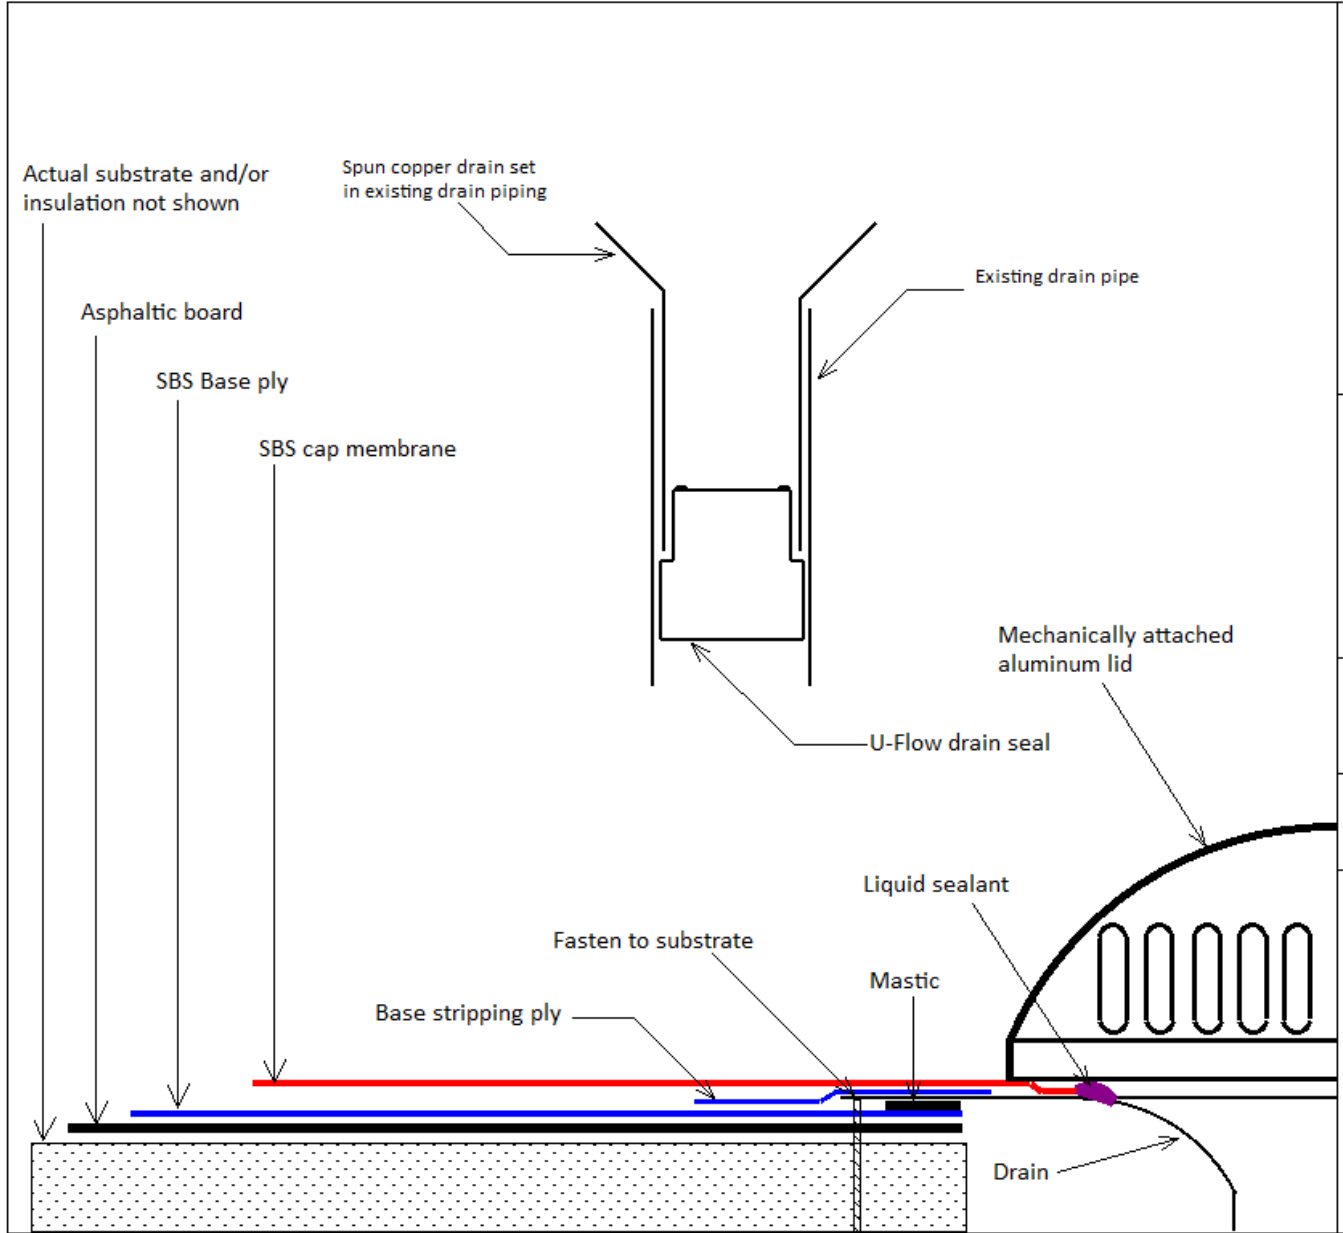 Actual substrate and/or
insulation not shown
Spun copper drain set
in existing drain piping
Existing drain pipe
Asphaltic board
SBS Base ply
SBS cap membrane
Mechanically attached
aluminum lid
U-Flow drain seal
Liquid sealant
Fasten to substrate
Mastic
Base stripping ply
Drain